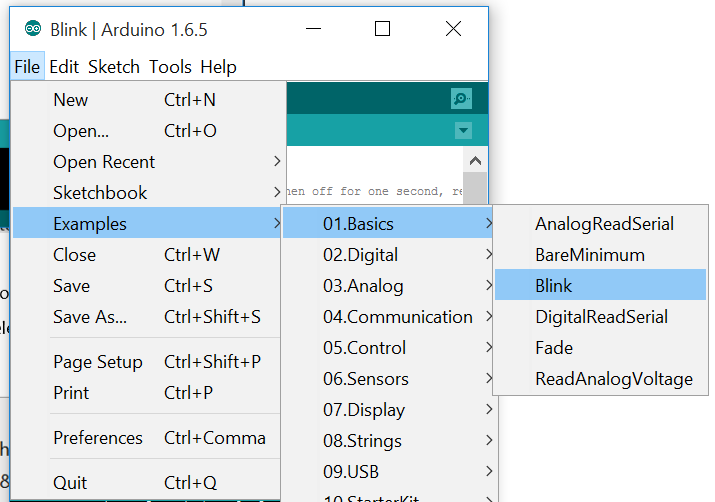 Blink | Arduino 1.6.5
File Edit Sketch Tools Help
New Ctrl+N
Open... Ctrl+O
Open Recent
Sketchbook
Examples
Close Ctrl+W
Save Ctrl+S
Save As... Ctrl+Shift+S
Page Setup Ctrl+Shift+P
Print Ctrl+P
Preferences Ctrl+Comma
Quit Ctrl+Q
off for one second,
01.Basics
02.Digital
03.Analog
04.Communication
05.Control
06.Sensors
07.Display
08.Strings
09.USB
10.StarterKit
AnalogReadSerial
BareMinimum
Blink
DigitalReadSerial
Fade
ReadAnalogVoltage